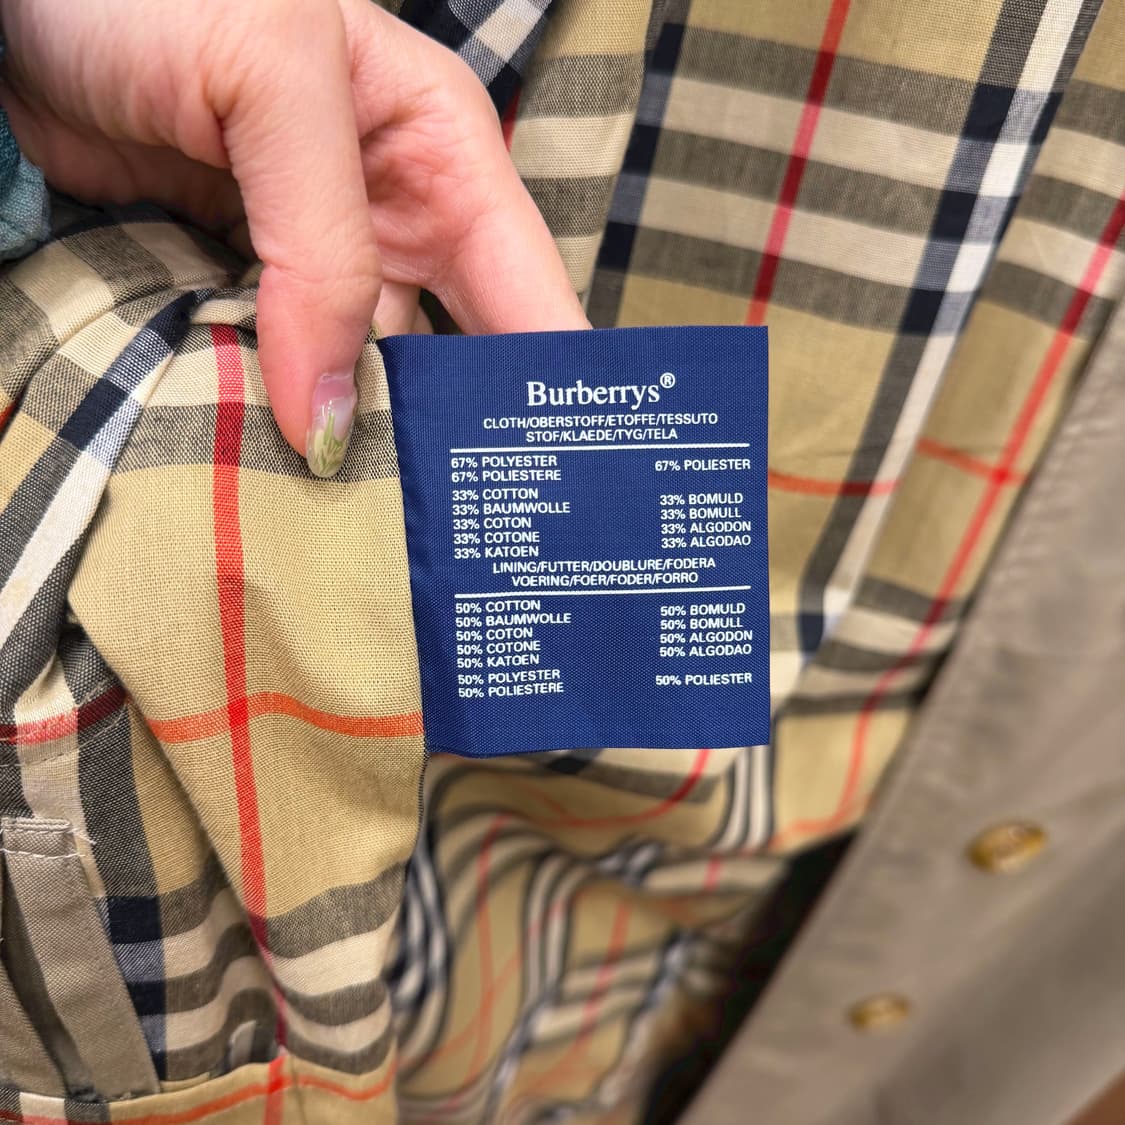 Burberrys®
CLOTH/OBERSTOFF/ETOFFE/TESSUTO
STOF/KLAEDE/TYG/TELA
67% POLYESTER
67% POLIESTERE
67% POLIESTER
33% COTTON
33% BAUMWOLLE
33% COTON
33% COTONE
33% KATOEN
33% BOMULD
33% BOMULL
33% ALGODON
33% ALGODAO
LINING/FUTTER/DOUBLURE/FODERA
VOERING/FOER/FODER/FORRO
50% COTTON
50% BAUMWOLLE
50% COTON
50% COTONE
50% KATOEN
50% BOMULD
50% BOMULL
50% ALGODON
50% ALGODAO
50% POLYESTER
50% POLIESTERE
50% POLIESTER